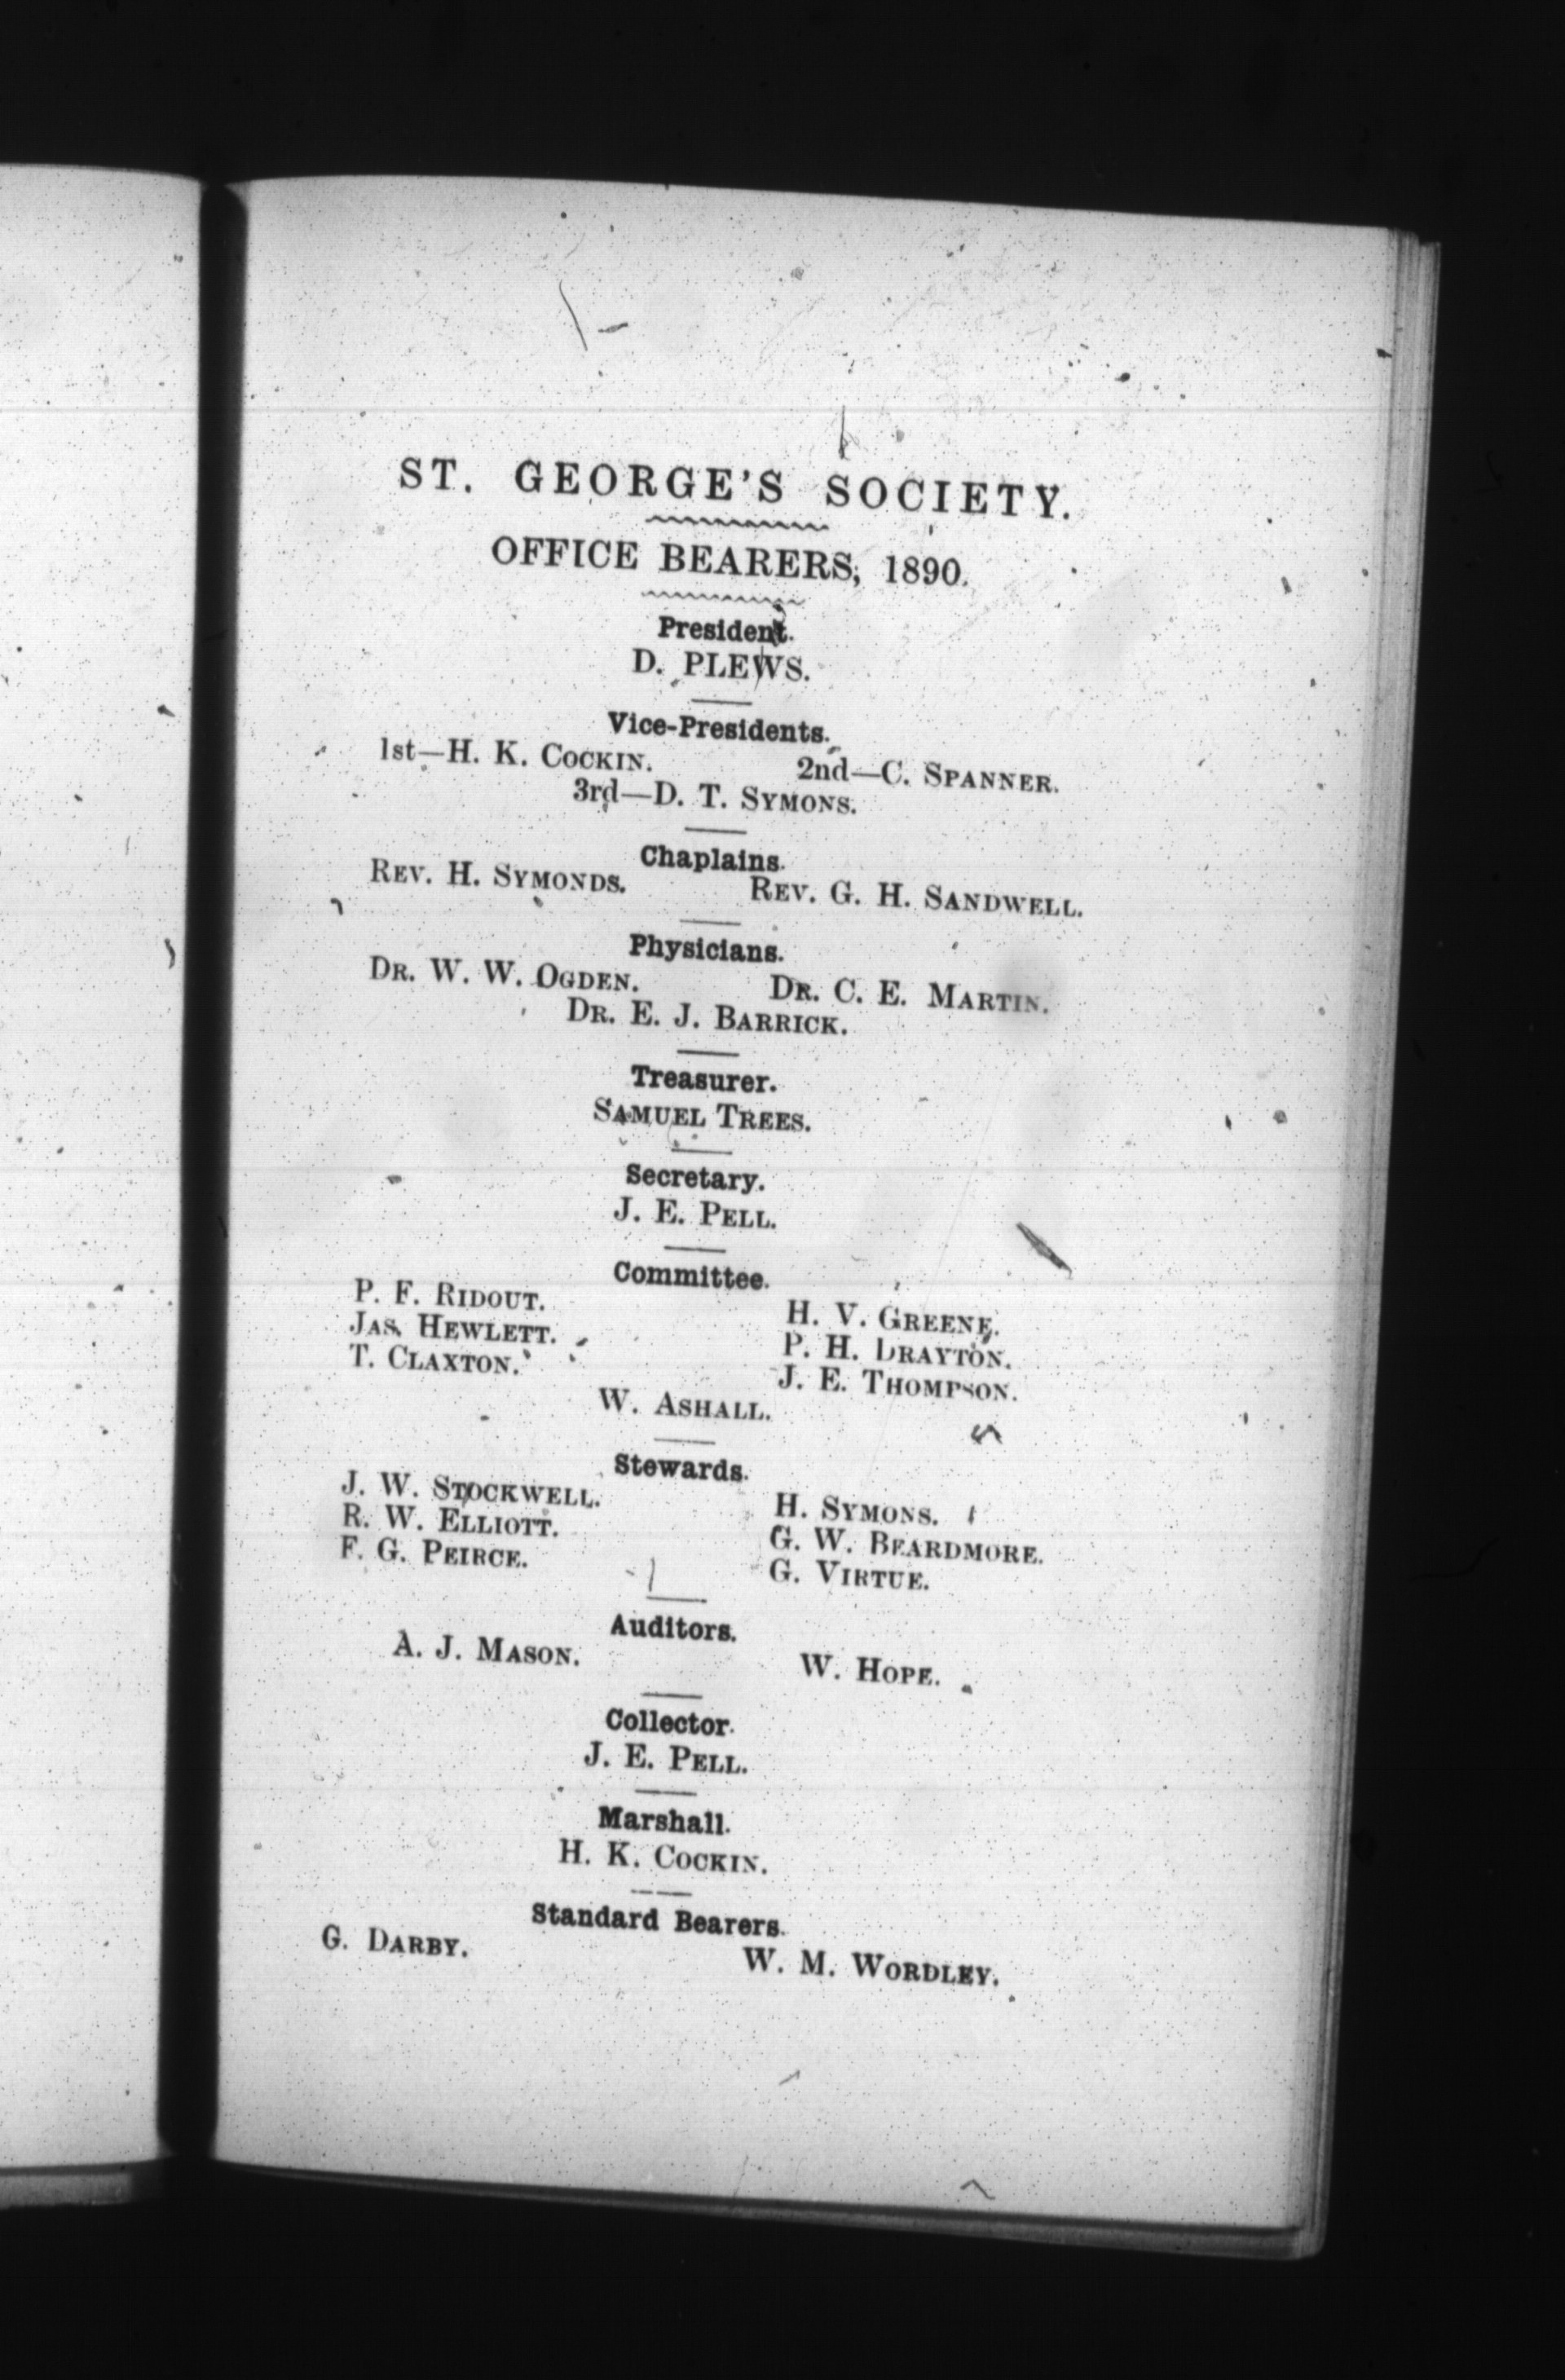 ST. GEORGE'S SOCIETY.
OFFICE BEARERS, 1890.
President.
D. PLEWS.
Vice-Presidents.
1st—H. K. COCKIN. 2nd—C. SPANNER.
3rd—D. T. SYMONS.
Chaplains.
REV. H. SYMONDS. REV. G. H. SANDWELL.
Physicians.
DR. W. W. OGDEN. DR. C. E. MARTIN.
DR. E. J. BARRICK.
Treasurer.
SAMUEL TREES.
Secretary.
J. E. PELL.
Committee.
P. F. RIDOUT. H. V. GREENE.
JAS. HEWLETT. P. H. DRAYTON.
T. CLAXTON. J. E. THOMPSON.
W. ASHALL.
Stewards.
J. W. STOCKWELL. H. SYMONS.
R. W. ELLIOTT. G. W. BEARDMORE.
F. G. PEIRCE. G. VIRTUE.
Auditors.
A. J. MASON. W. HOPE.
Collector.
J. E. PELL.
Marshall.
H. K. COCKIN.
Standard Bearers.
G. DARBY. W. M. WORDLEY.